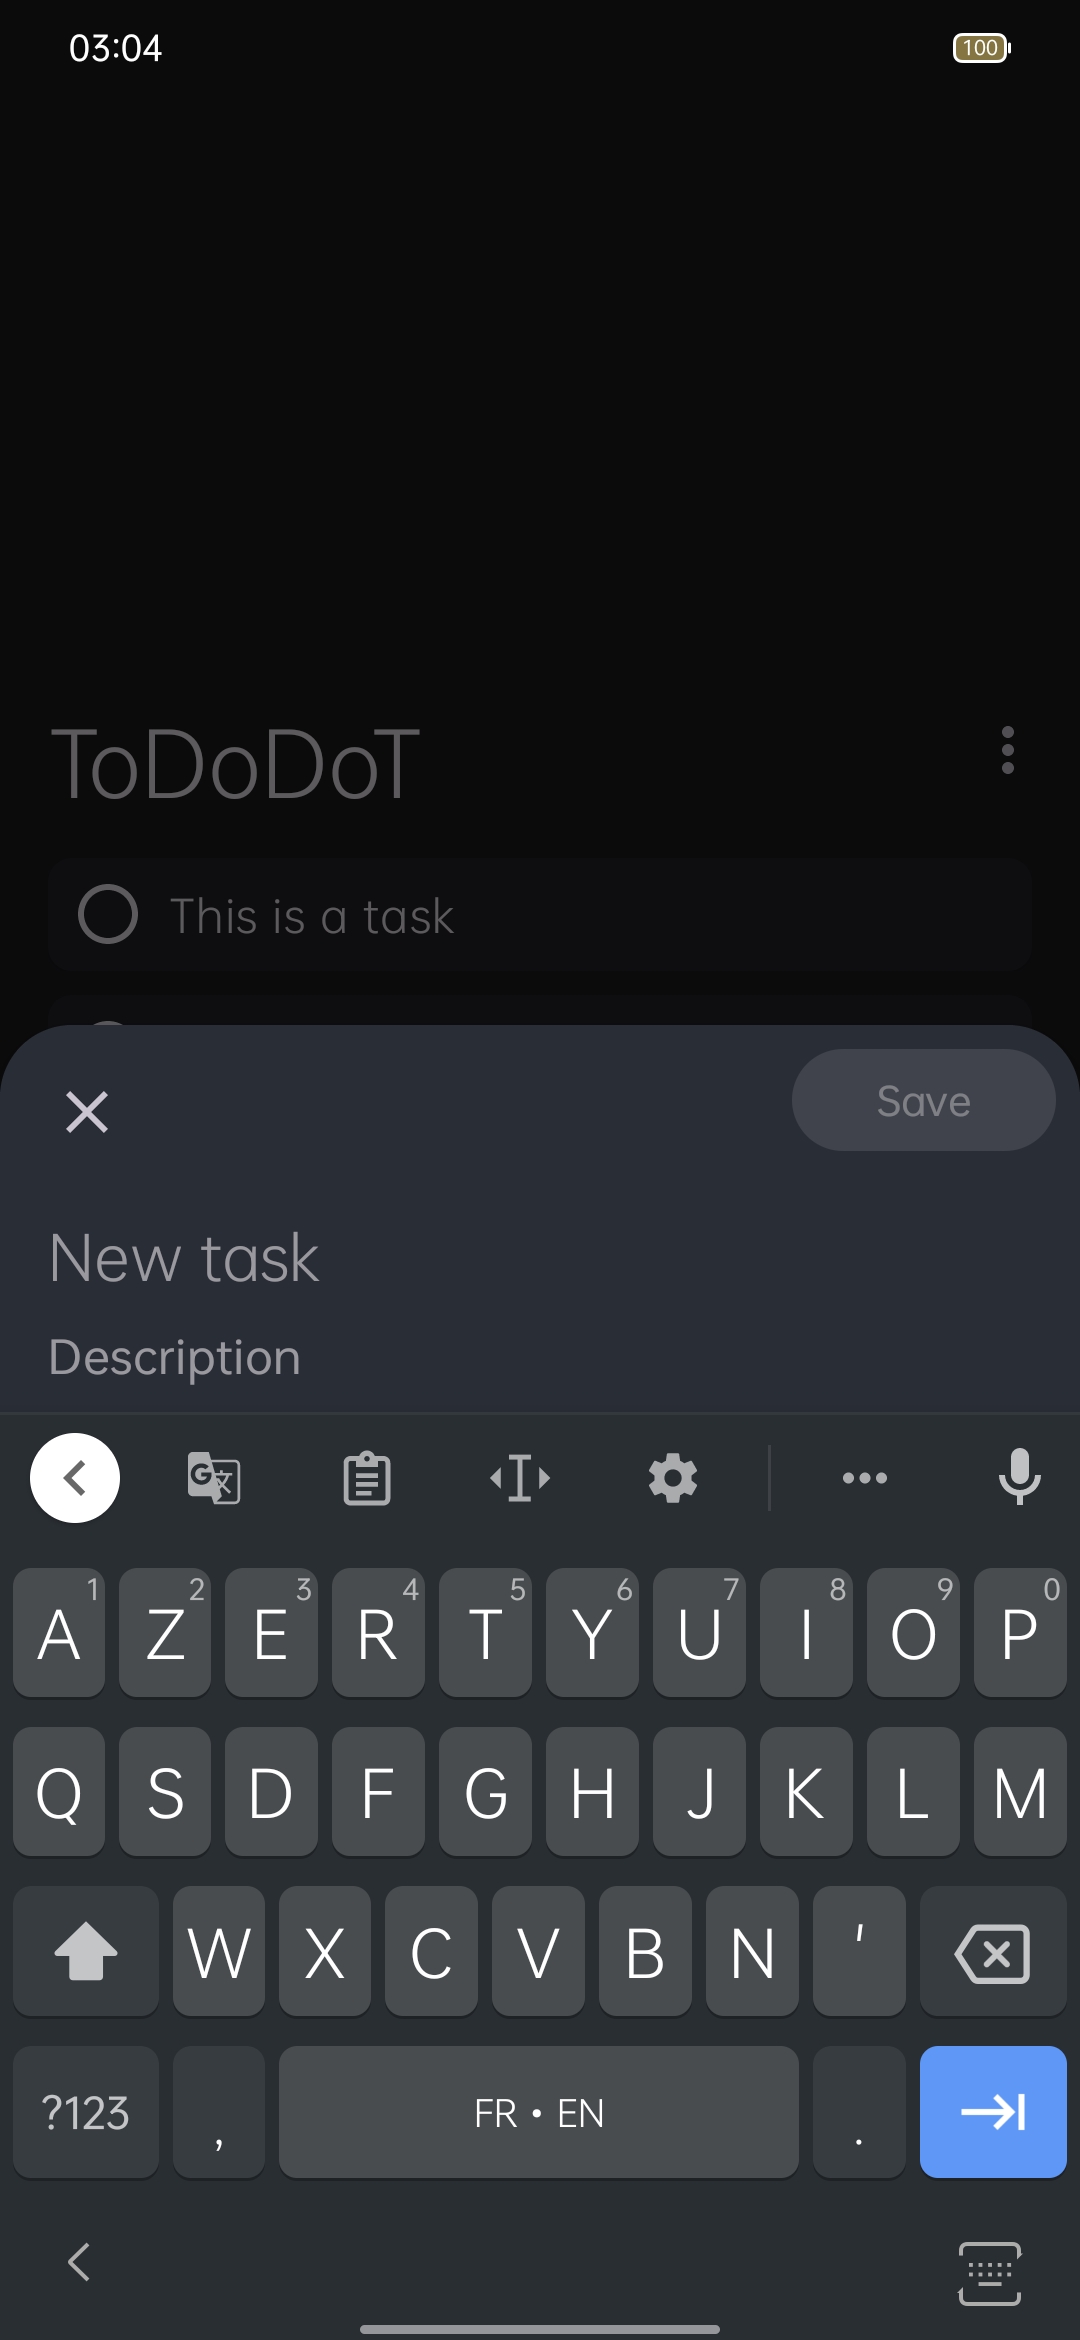 03:04
100
ToDoDoT
This is a task
Save
New task
Description
G 文
1 2 3 4 5 6 7 8 9 0
A Z E R T Y U I O P
Q S D F G H J K L M
W X C V B N '
?123 , FR • EN .